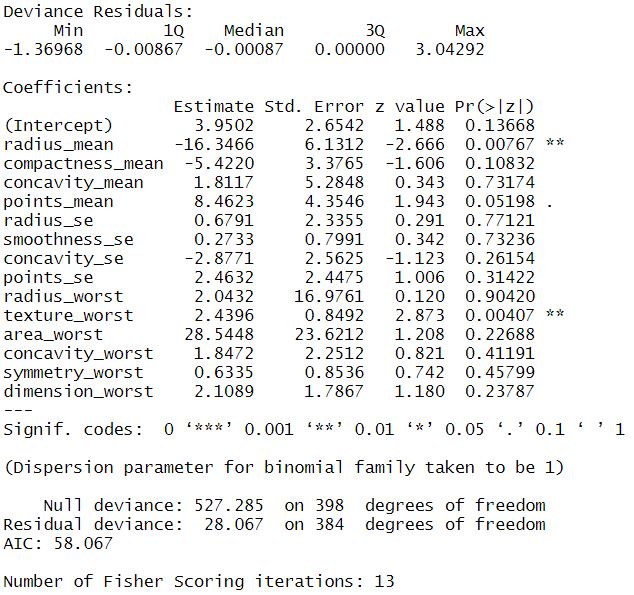 Deviance Residuals:
     Min        1Q    Median        3Q       Max
-1.36968  -0.00867  -0.00087   0.00000   3.04292

Coefficients:
                 Estimate Std. Error z value Pr(>|z|)
(Intercept)        3.9502     2.6542   1.488  0.13668
radius_mean      -16.3466     6.1312  -2.666  0.00767 **
compactness_mean  -5.4220     3.3765  -1.606  0.10832
concavity_mean     1.8117     5.2848   0.343  0.73174
points_mean        8.4623     4.3546   1.943  0.05198 .
radius_se          0.6791     2.3355   0.291  0.77121
smoothness_se      0.2733     0.7991   0.342  0.73236
concavity_se      -2.8771     2.5625  -1.123  0.26154
points_se          2.4632     2.4475   1.006  0.31422
radius_worst       2.0432    16.9761   0.120  0.90420
texture_worst      2.4396     0.8492   2.873  0.00407 **
area_worst        28.5448    23.6212   1.208  0.22688
concavity_worst    1.8472     2.2512   0.821  0.41191
symmetry_worst     0.6335     0.8536   0.742  0.45799
dimension_worst    2.1089     1.7867   1.180  0.23787
---
Signif. codes:  0 ‘***’ 0.001 ‘**’ 0.01 ‘*’ 0.05 ‘.’ 0.1 ‘ ’ 1

(Dispersion parameter for binomial family taken to be 1)

    Null deviance: 527.285  on 398  degrees of freedom
Residual deviance:  28.067  on 384  degrees of freedom
AIC: 58.067

Number of Fisher Scoring iterations: 13